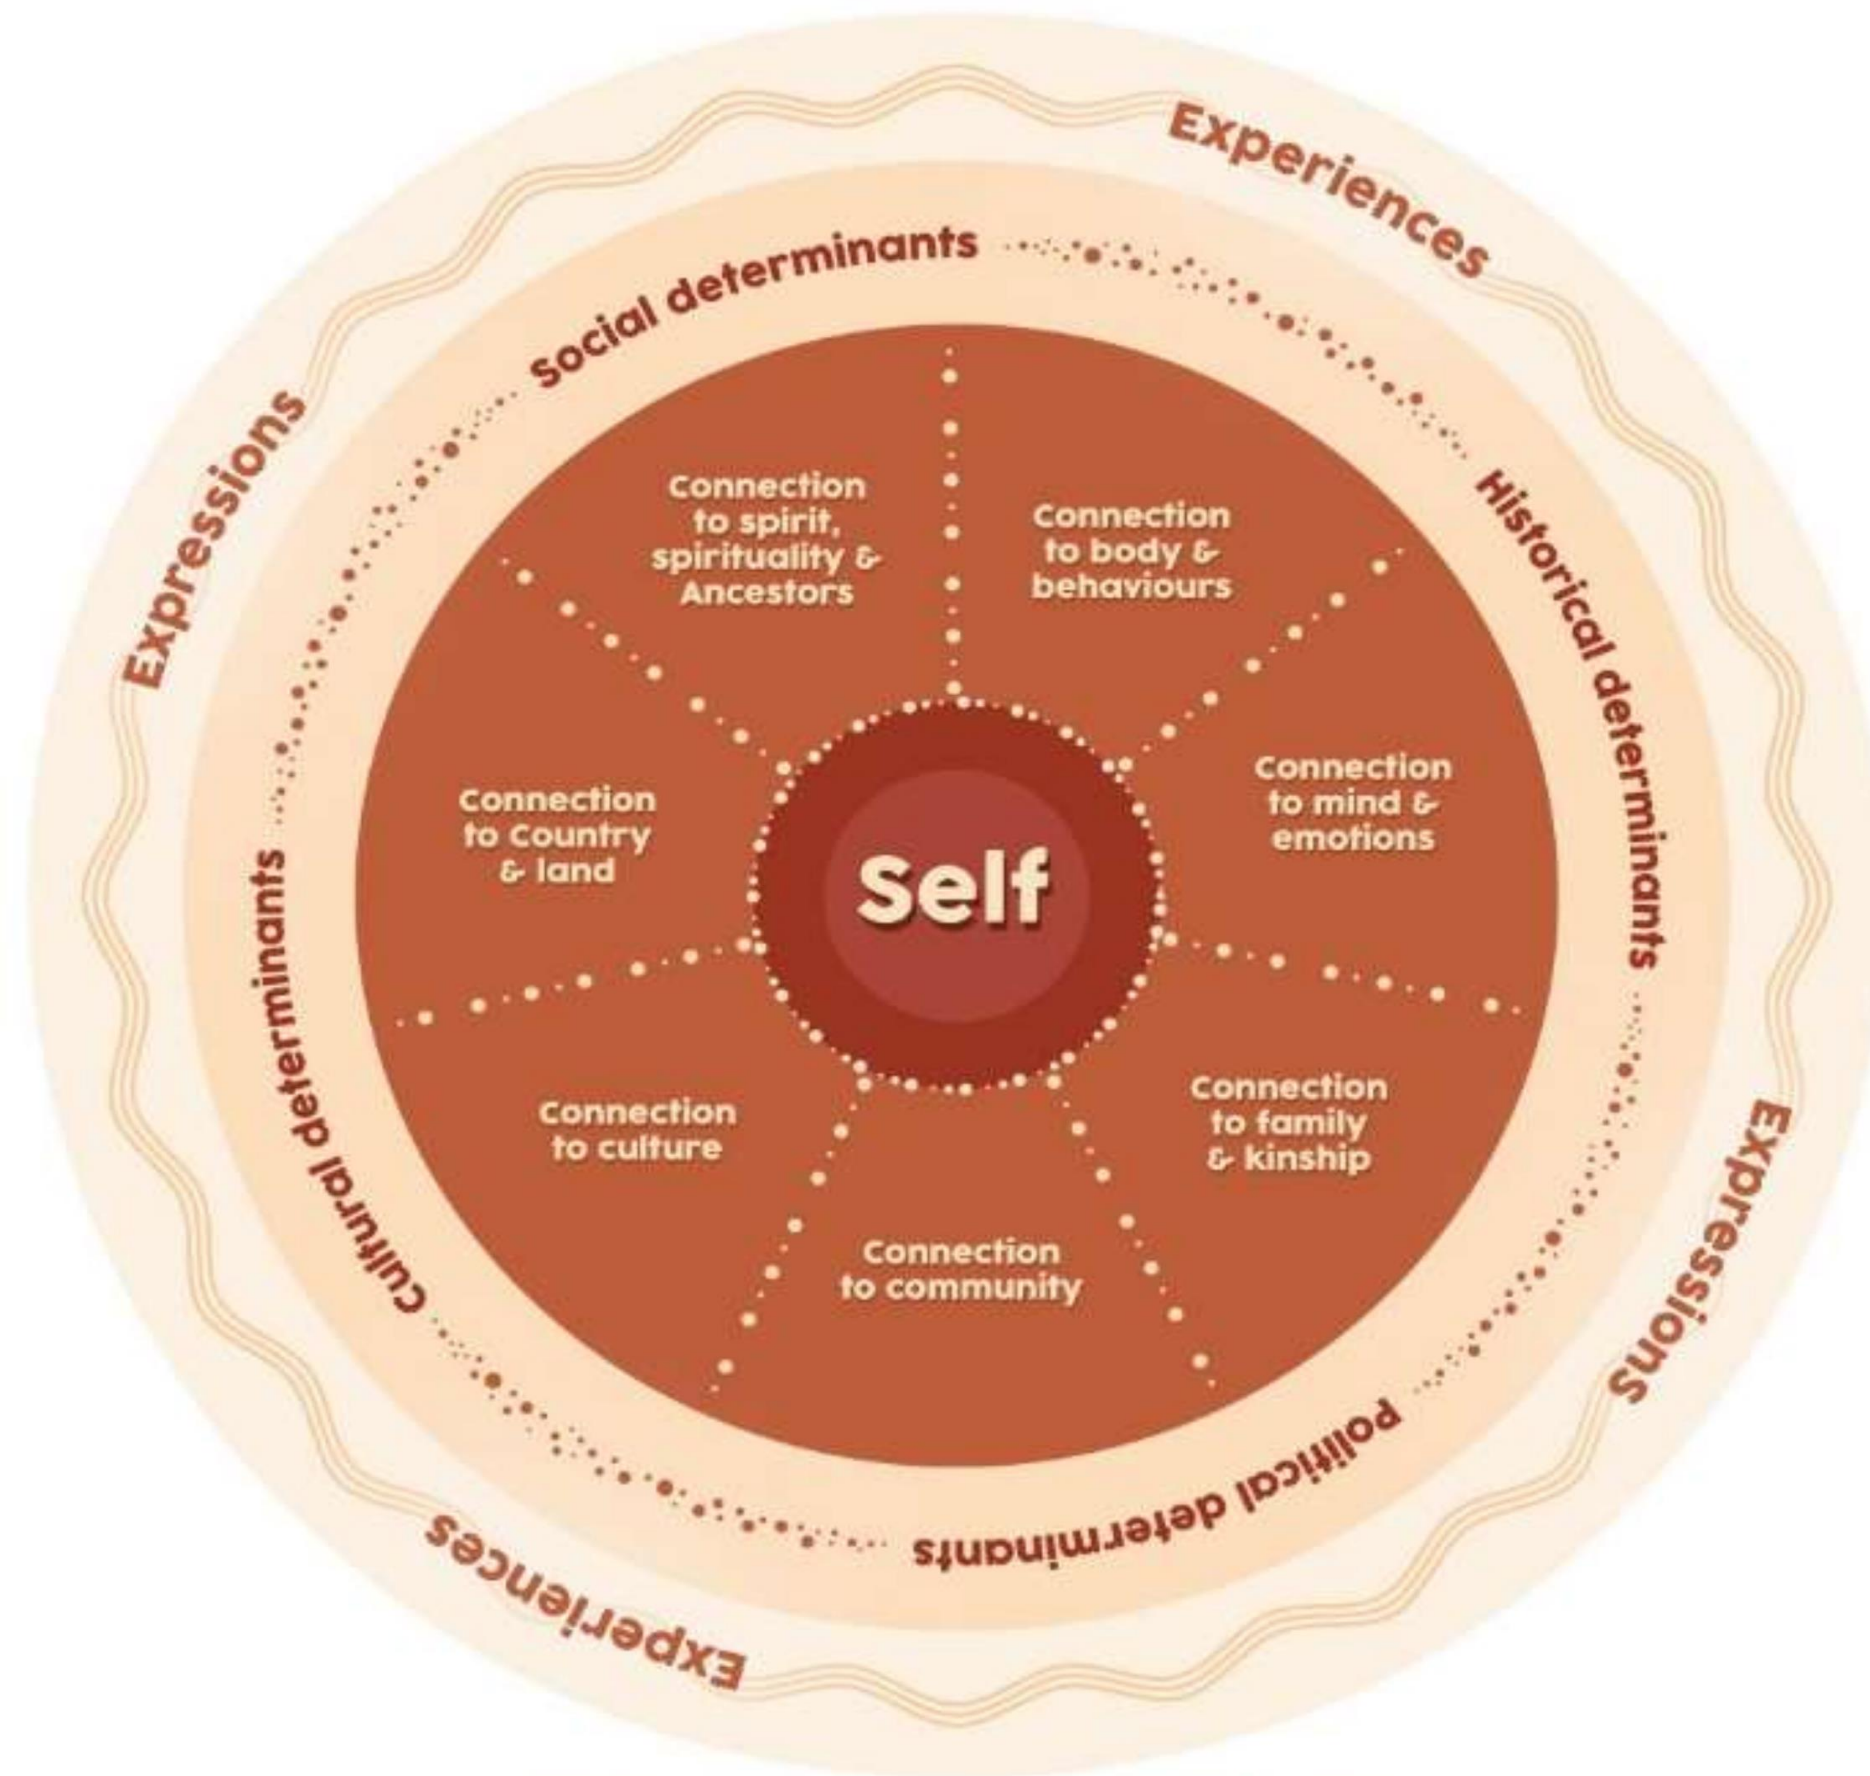 Experiences
Social determinants
Expressions
Historical determinants
Connection
to spirit,
spirituality &
Ancestors
Connection
to body &
behaviours
Connection
to Country
& land
Self
Connection
to mind &
emotions
Cultural determinants
Connection
to culture
Connection
to community
Connection
to family
& kinship
Expressions
Political determinants
Experiences